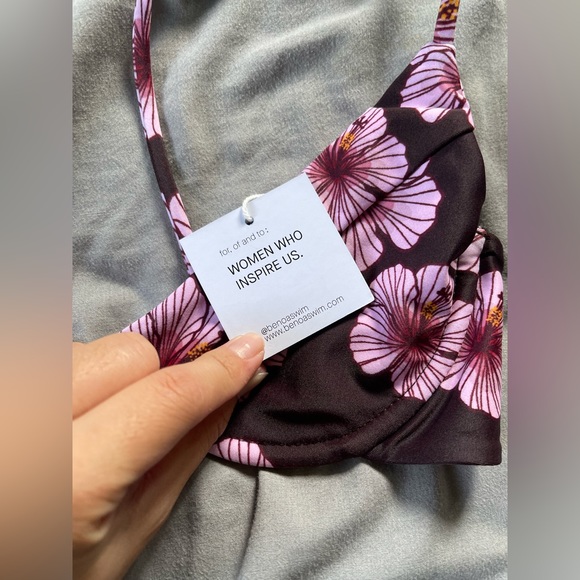 for, of and to:
WOMEN WHO
INSPIRE US.
@benoaswim
www.benoaswim.com